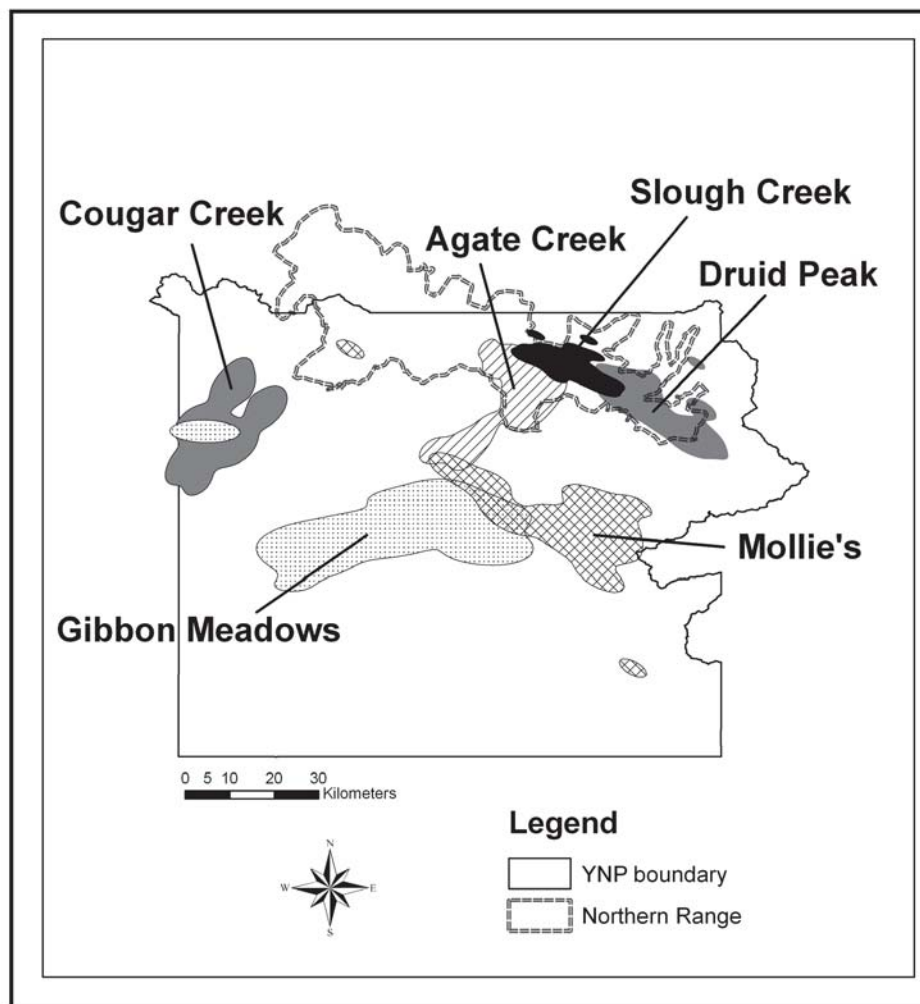 Slough Creek
Cougar Creek
Agate Creek
Druid Peak
Mollie's
Gibbon Meadows
0 5 10 20 30
Kilometers
Legend
YNP boundary
Northern Range
N
W E
S